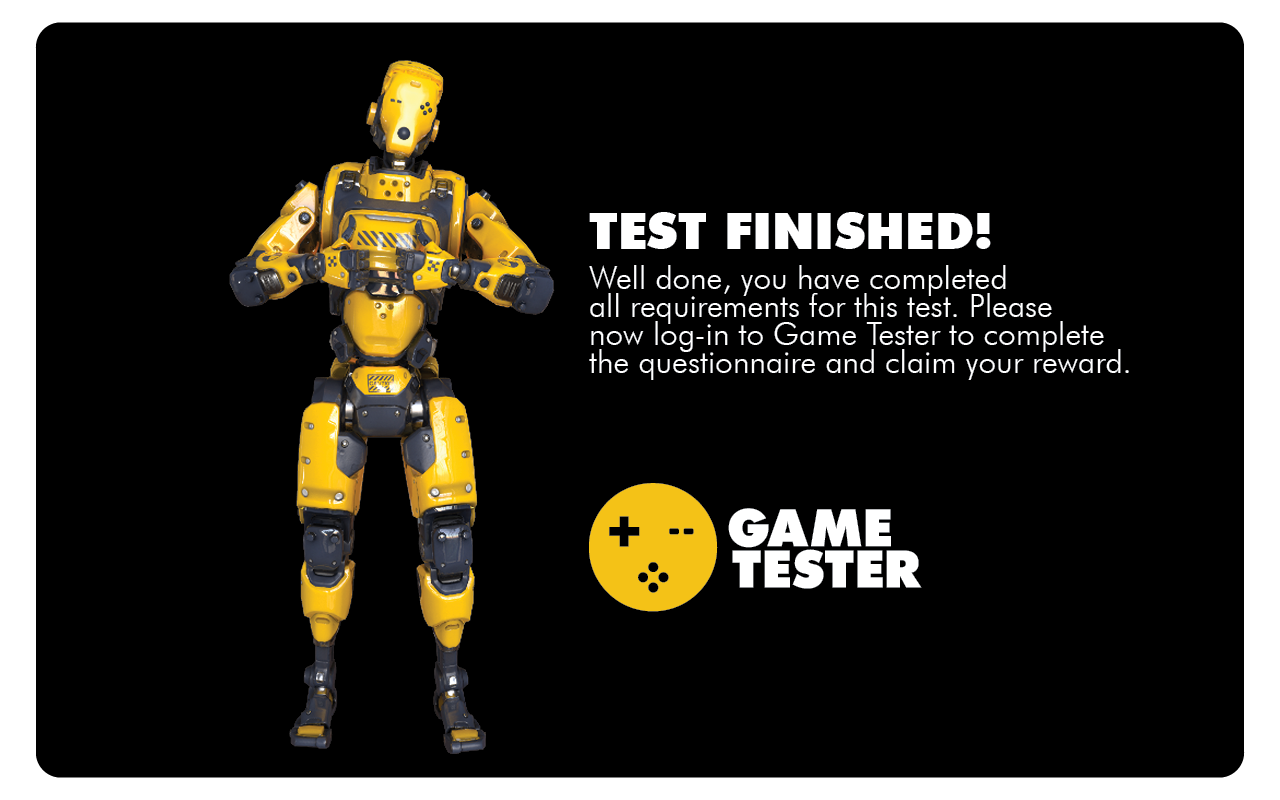 TEST FINISHED!
Well done, you have completed
all requirements for this test. Please
now log-in to Game Tester to complete
the questionnaire and claim your reward.
GAME
TESTER